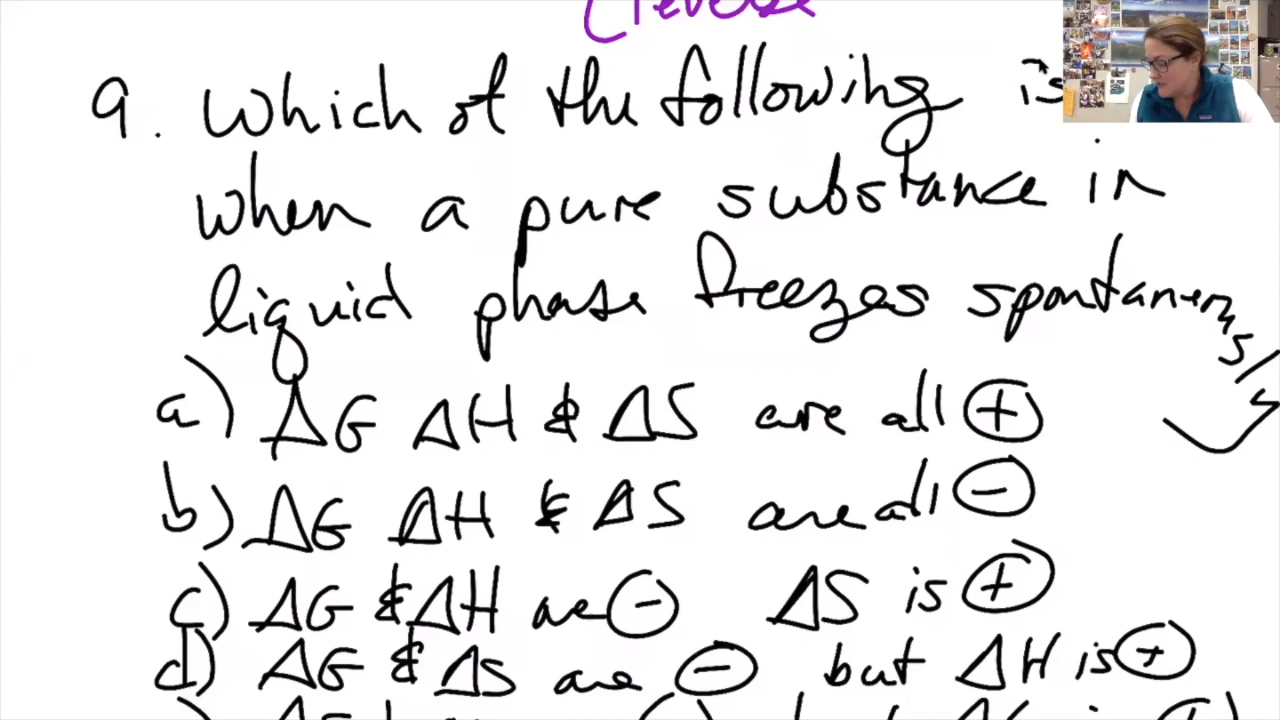 (reverse
9. Which of the following is
when a pure substance in
liquid phase freezes spontaneously
a) ΔG ΔH & ΔS are all ⊕
b) ΔG ΔH & ΔS are all ⊖
c) ΔG & ΔH are ⊖ ΔS is ⊕
d) ΔG & ΔS are ⊖ but ΔH is ⊕